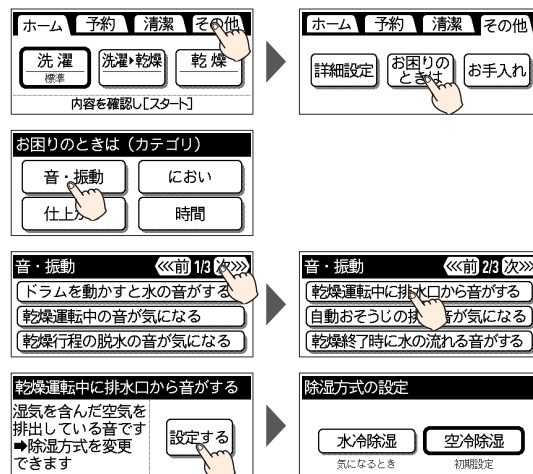 ホーム 予約 清潔 その他
洗濯 洗濯▶乾燥 乾燥
標準
内容を確認し［スタート］
ホーム 予約 清潔 その他
詳細設定 お困りの ときは お手入れ
お困りのときは（カテゴリ）
音・振動 におい
仕上 時間
音・振動 ⋘前 1/3 次⋙
ドラムを動かすと水の音がする
乾燥運転中の音が気になる
乾燥行程の脱水の音が気になる
音・振動 ⋘前 2/3 次⋙
乾燥運転中に排水口から音がする
自動おそうじの 音が気になる
乾燥終了時に水の流れる音がする
乾燥運転中に排水口から音がする
湿気を含んだ空気を
排出している音です
➡除湿方式を変更
できます
設定する
除湿方式の設定
水冷除湿 空冷除湿
気になるとき 初期設定